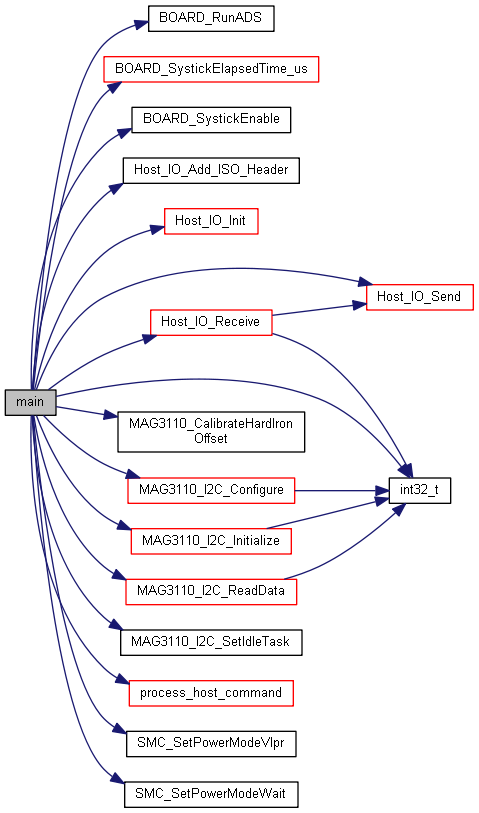 BOARD_RunADS
BOARD_SystickElapsedTime_us
BOARD_SystickEnable
Host_IO_Add_ISO_Header
Host_IO_Init
Host_IO_Send
Host_IO_Receive
main
MAG3110_CalibrateHardIron
Offset
MAG3110_I2C_Configure
int32_t
MAG3110_I2C_Initialize
MAG3110_I2C_ReadData
MAG3110_I2C_SetIdleTask
process_host_command
SMC_SetPowerModeVlpr
SMC_SetPowerModeWait